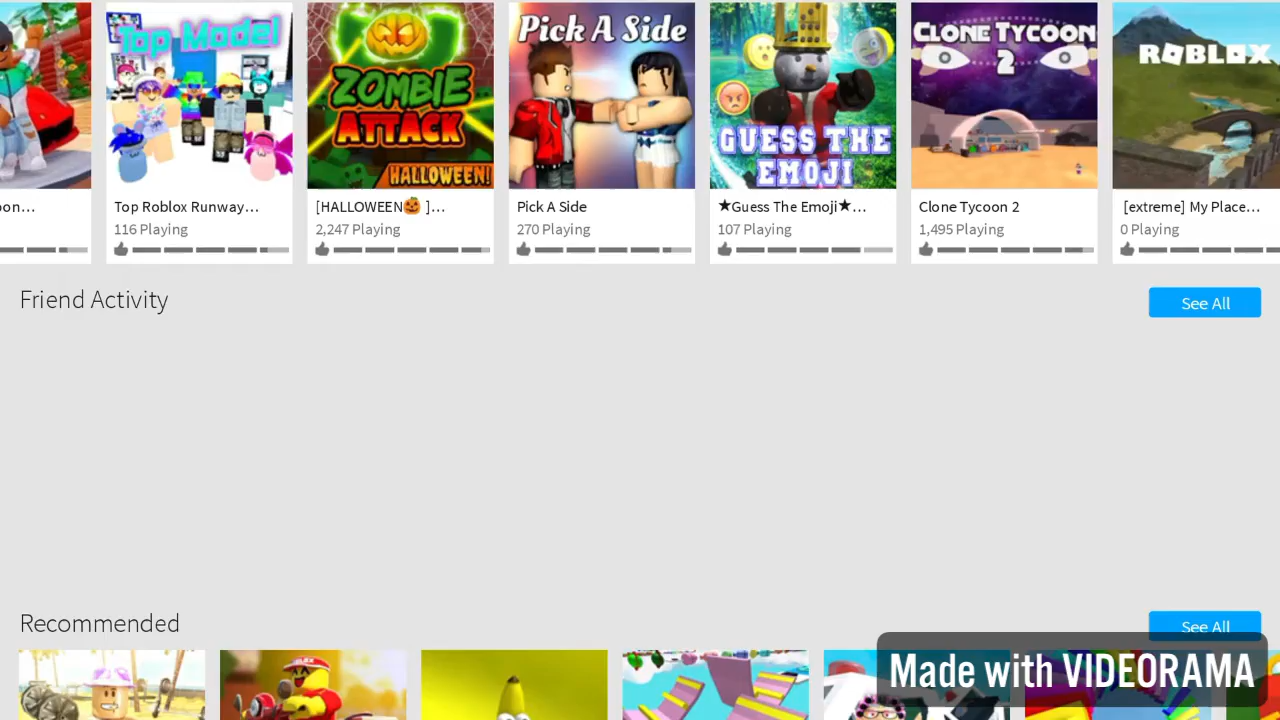 Top Model
ZOMBIE
ATTACK
HALLOWEEN!
Pick A Side
GUESS THE
EMOJI
CLONE TYCOON
2
ROBLOX
oon...
Top Roblox Runway...
[HALLOWEEN🎃 ]...
Pick A Side
★Guess The Emoji★...
Clone Tycoon 2
[extreme] My Place...
116 Playing
2,247 Playing
270 Playing
107 Playing
1,495 Playing
0 Playing
Friend Activity
See All
Recommended
See All
Made with VIDEORAMA